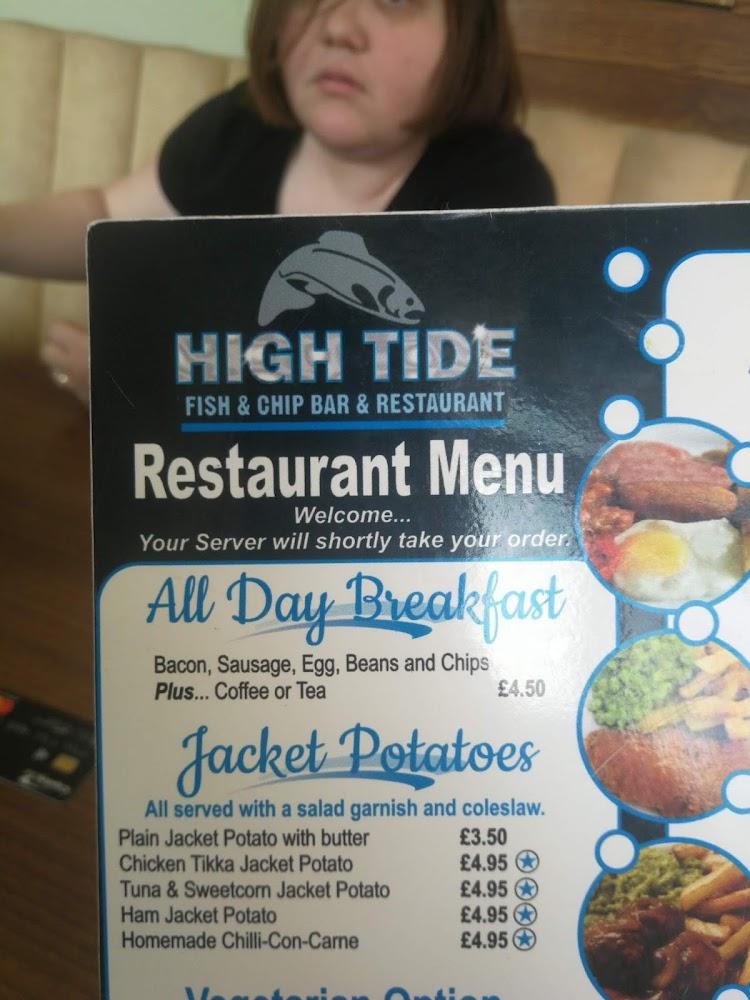 HIGH TIDE
FISH & CHIP BAR & RESTAURANT
Restaurant Menu
Welcome...
Your Server will shortly take your order.
All Day Breakfast
Bacon, Sausage, Egg, Beans and Chips
Plus... Coffee or Tea £4.50
Jacket Potatoes
All served with a salad garnish and coleslaw.
Plain Jacket Potato with butter £3.50
Chicken Tikka Jacket Potato £4.95
Tuna & Sweetcorn Jacket Potato £4.95
Ham Jacket Potato £4.95
Homemade Chilli-Con-Carne £4.95
Vegetarian Option